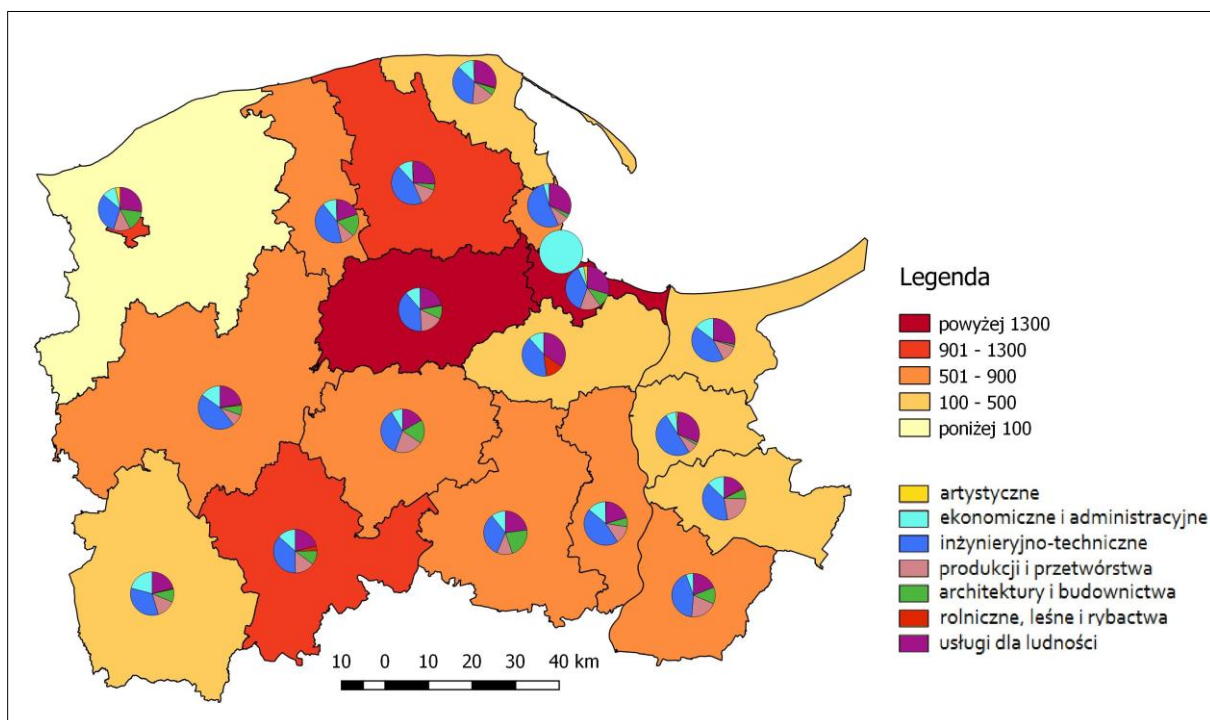 Legenda
powyżej 1300
901 - 1300
501 - 900
100 - 500
poniżej 100
artystyczne
ekonomiczne i administracyjne
inżynieryjno-techniczne
produkcji i przetwórstwa
architektury i budownictwa
rolnicze, leśne i rybactwa
usługi dla ludności
10 0 10 20 30 40 km